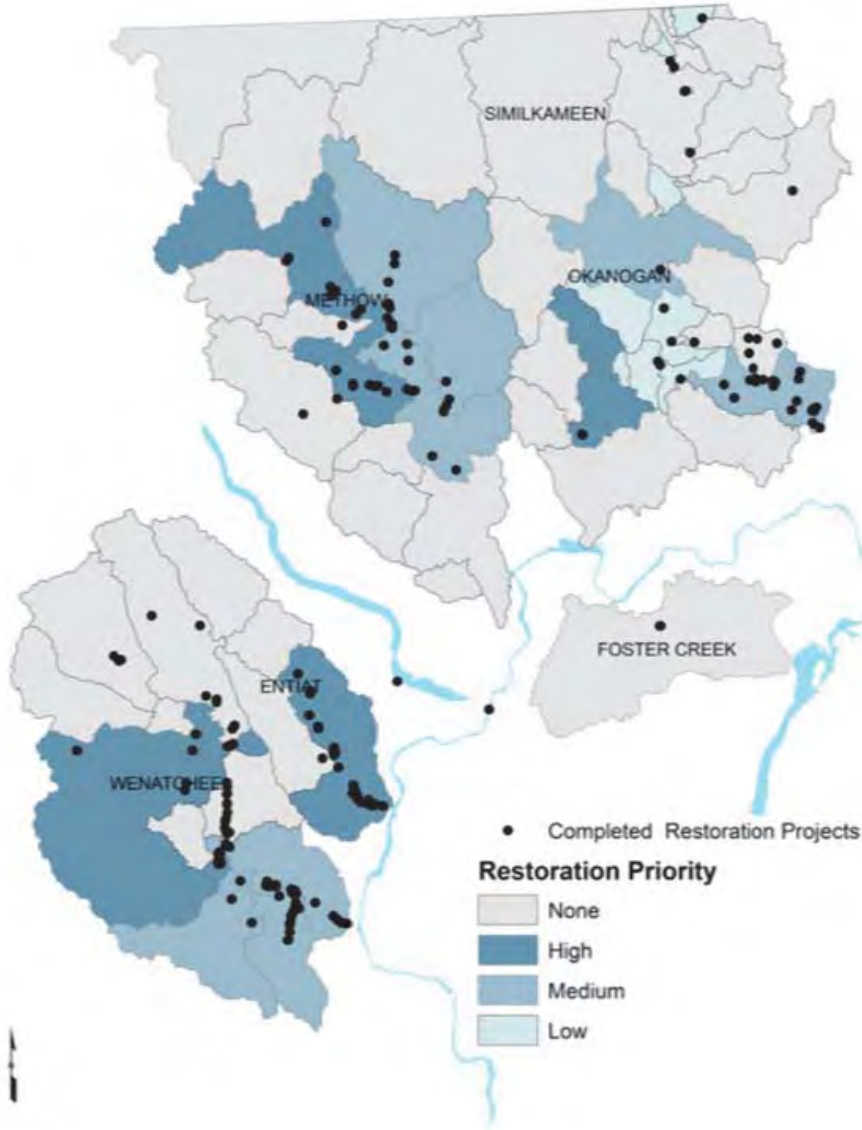 SIMILKAMEEN
OKANOGAN
METHOW
FOSTER CREEK
ENTIAT
WENATCHEE
Completed Restoration Projects
Restoration Priority
None
High
Medium
Low